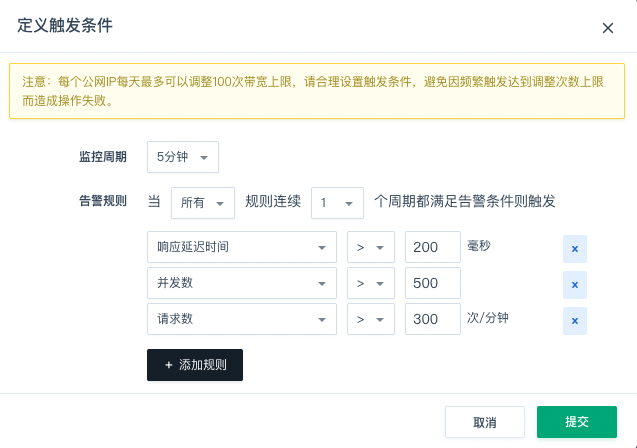 定义触发条件
注意：每个公网IP每天最多可以调整100次带宽上限，请合理设置触发条件，避免因频繁触发达到调整次数上限
而造成操作失败。
监控周期 5分钟
告警规则 当 所有 规则连续 1 个周期都满足告警条件则触发
响应延迟时间 > 200 毫秒 ×
并发数 > 500 ×
请求数 > 300 次/分钟 ×
+ 添加规则
取消 提交